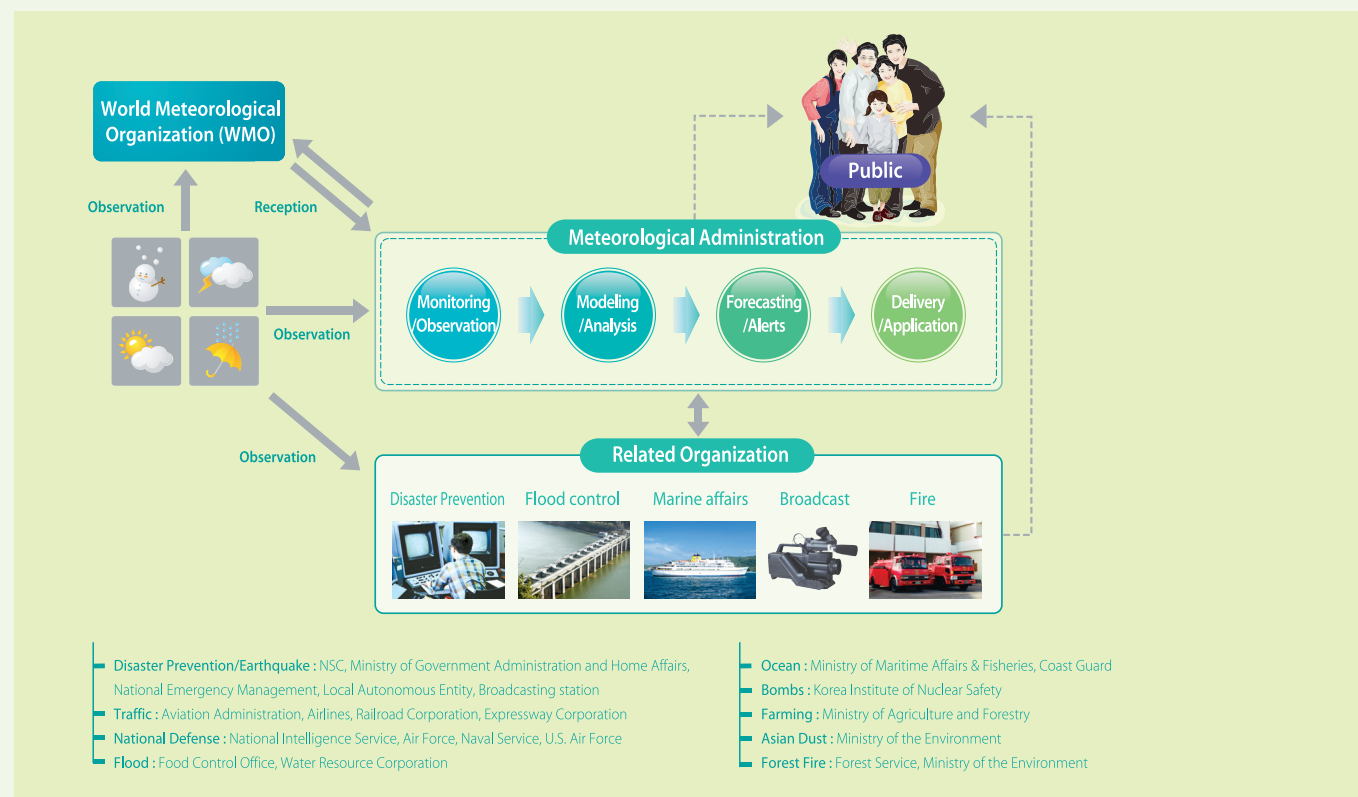 World Meteorological
Organization (WMO)
Public
Observation
Reception
Meteorological Administration
Monitoring
/Observation
Modeling
/Analysis
Forecasting
/Alerts
Delivery
/Application
Observation
Observation
Related Organization
Disaster Prevention
Flood control
Marine affairs
Broadcast
Fire
Disaster Prevention/Earthquake : NSC, Ministry of Government Administration and Home Affairs,
National Emergency Management, Local Autonomous Entity, Broadcasting station
Traffic : Aviation Administration, Airlines, Railroad Corporation, Expressway Corporation
National Defense : National Intelligence Service, Air Force, Naval Service, U.S. Air Force
Flood : Food Control Office, Water Resource Corporation
Ocean : Ministry of Maritime Affairs & Fisheries, Coast Guard
Bombs : Korea Institute of Nuclear Safety
Farming : Ministry of Agriculture and Forestry
Asian Dust : Ministry of the Environment
Forest Fire : Forest Service, Ministry of the Environment